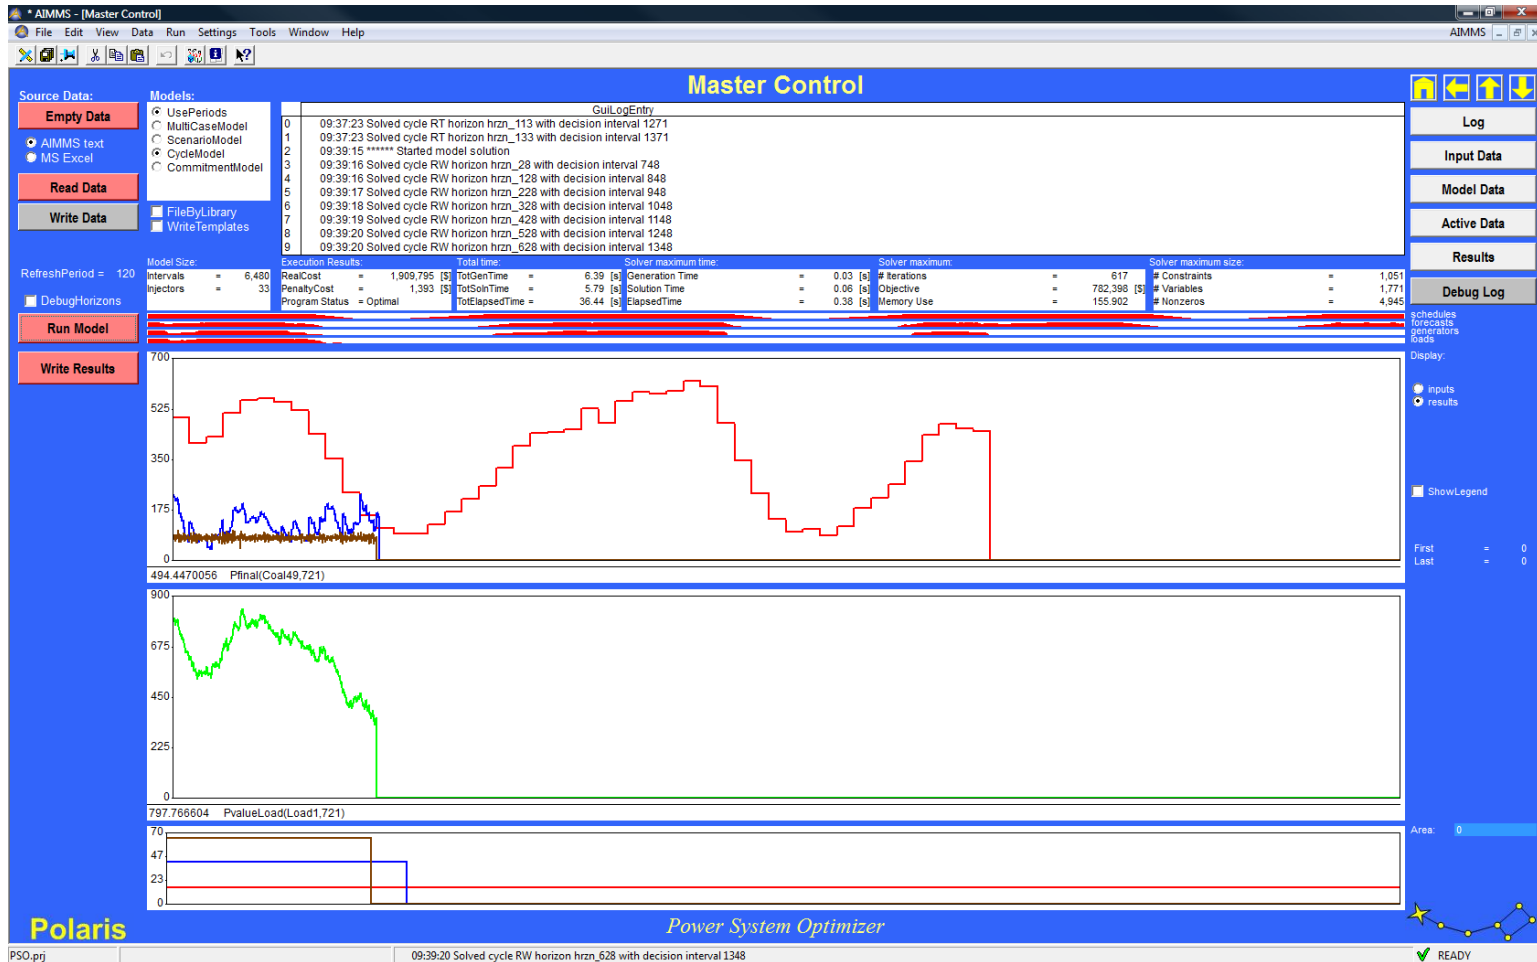 * AIMMS - [Master Control]
File Edit View Data Run Settings Tools Window Help AIMMS
Master Control
Source Data:
Empty Data
AIMMS text
MS Excel
Read Data
Write Data
RefreshPeriod = 120
DebugHorizons
Run Model
Write Results
Models:
UsePeriods
MultiCaseModel
ScenarioModel
CycleModel
CommitmentModel
FileByLibrary
WriteTemplates
GuiLogEntry
0 09:37:23 Solved cycle RT horizon hrzn_113 with decision interval 1271
1 09:37:23 Solved cycle RT horizon hrzn_133 with decision interval 1371
2 09:39:15 ****** Started model solution
3 09:39:16 Solved cycle RW horizon hrzn_28 with decision interval 748
4 09:39:16 Solved cycle RW horizon hrzn_128 with decision interval 848
5 09:39:17 Solved cycle RW horizon hrzn_228 with decision interval 948
6 09:39:18 Solved cycle RW horizon hrzn_328 with decision interval 1048
7 09:39:19 Solved cycle RW horizon hrzn_428 with decision interval 1148
8 09:39:20 Solved cycle RW horizon hrzn_528 with decision interval 1248
9 09:39:20 Solved cycle RW horizon hrzn_628 with decision interval 1348
Model Size: Execution Results: Total time: Solver maximum time: Solver maximum: Solver maximum size:
Intervals = 6,480 RealCost = 1,909,795 [$] TotGenTime = 6.39 [s] Generation Time = 0.03 [s] # Iterations = 617 # Constraints = 1,051
Injectors = 33 PenaltyCost = 1,393 [$] TotSolnTime = 5.79 [s] Solution Time = 0.06 [s] Objective = 782,398 [$] # Variables = 1,771
Program Status = Optimal TotElapsedTime = 36.44 [s] ElapsedTime = 0.38 [s] Memory Use = 155.902 # Nonzeros = 4,945
Log
Input Data
Model Data
Active Data
Results
Debug Log
schedules
forecasts
generators
loads
Display:
inputs
results
ShowLegend
First = 0
Last = 0
700
525
350
175
0
494.4470056 Pfinal(Coal49,721)
900
675
450
225
0
797.766604 PvalueLoad(Load1,721)
Area: 0
70
47
23
0
Polaris
Power System Optimizer
PSO.prj 09:39:20 Solved cycle RW horizon hrzn_628 with decision interval 1348 READY